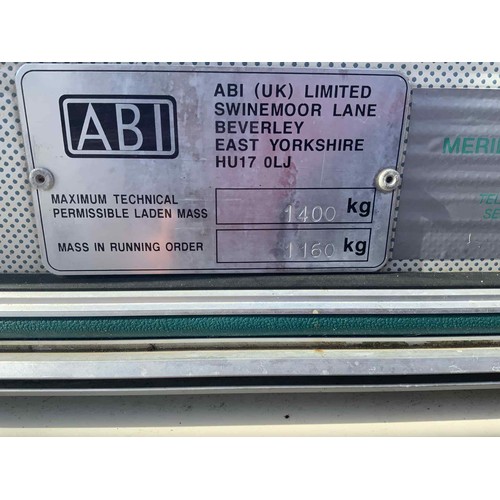 ABI
ABI (UK) LIMITED
SWINEMOOR LANE
BEVERLEY
EAST YORKSHIRE
HU17 0LJ
MAXIMUM TECHNICAL
PERMISSIBLE LADEN MASS 1400 kg
MASS IN RUNNING ORDER 1160 kg